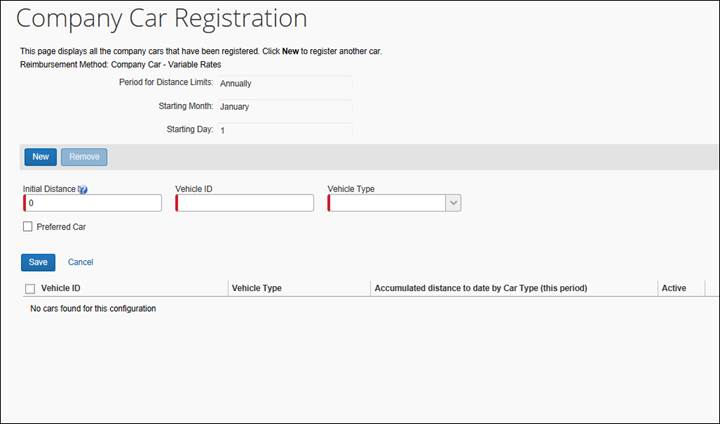 Company Car Registration
This page displays all the company cars that have been registered. Click New to register another car.
Reimbursement Method: Company Car - Variable Rates
Period for Distance Limits: Annually
Starting Month: January
Starting Day: 1
New Remove
Initial Distance Vehicle ID Vehicle Type
0
Preferred Car
Save Cancel
Vehicle ID Vehicle Type Accumulated distance to date by Car Type (this period) Active
No cars found for this configuration